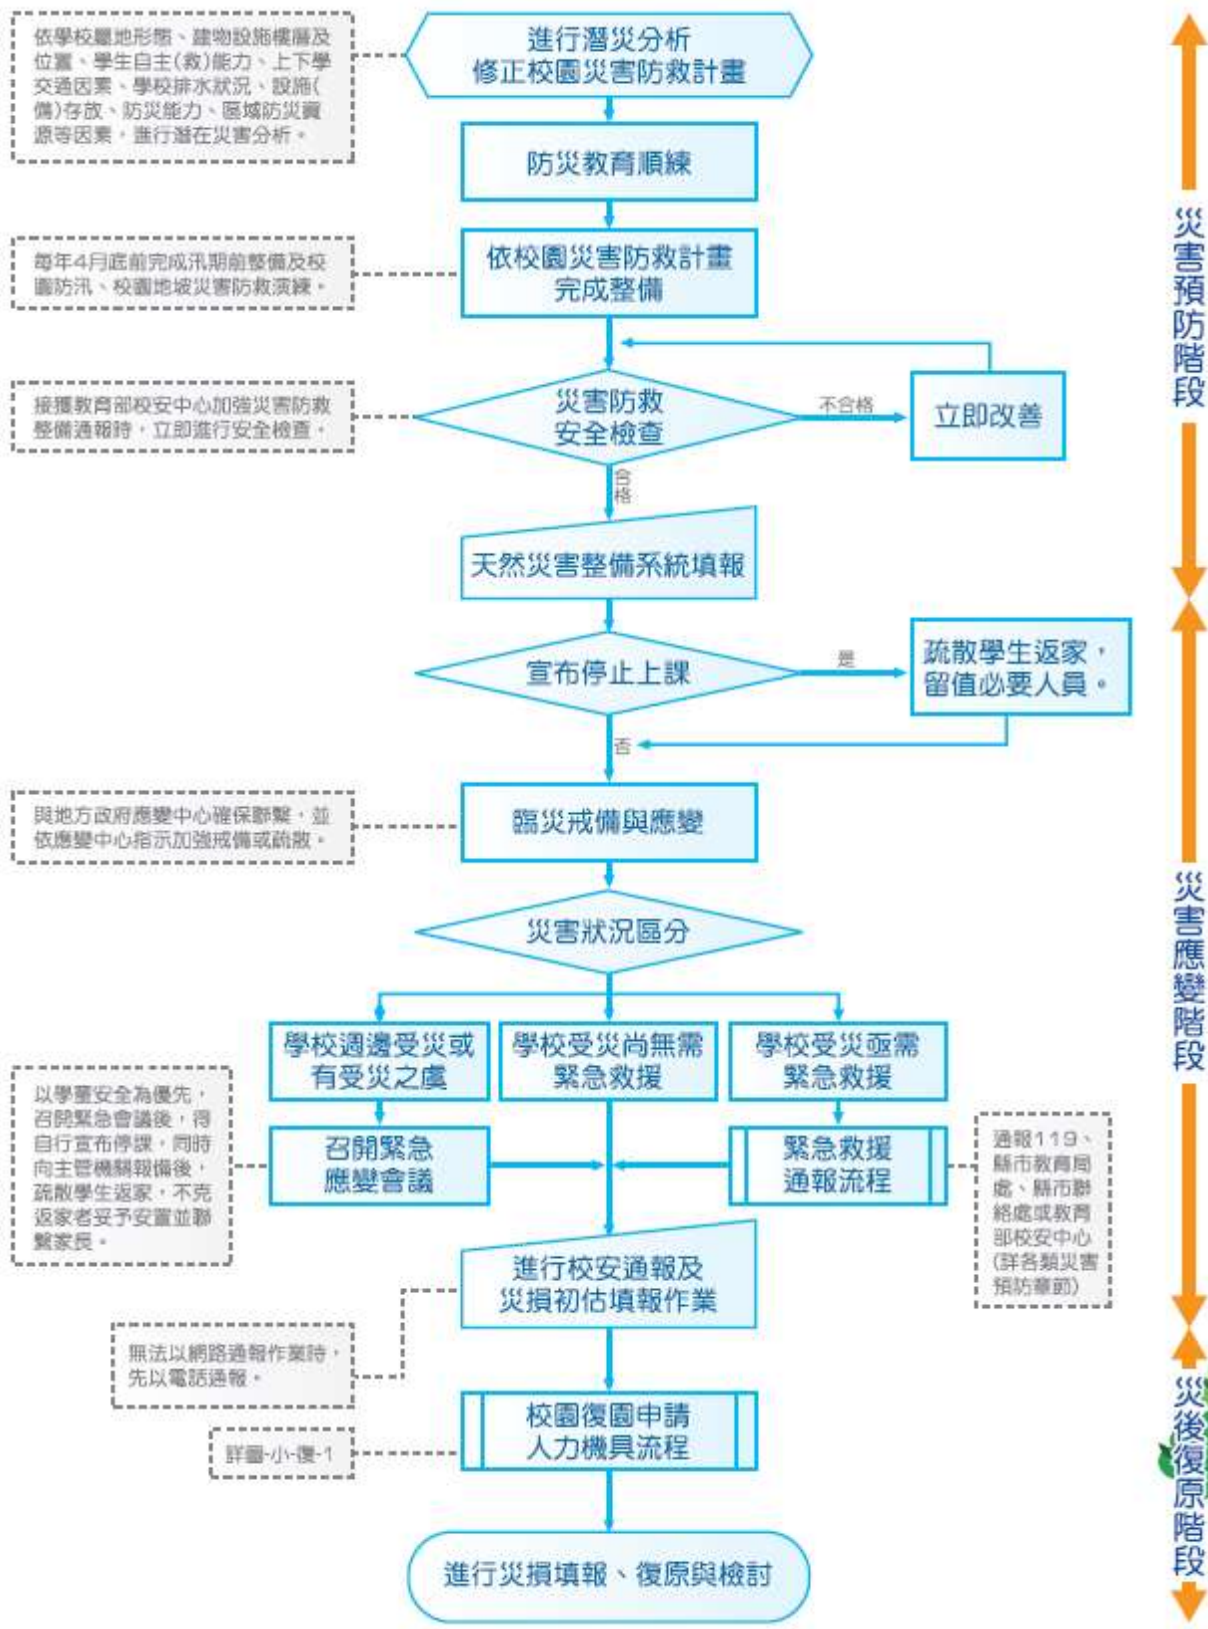 進行潛災分析
修正校園災害防救計畫
依學校屬地形態、建物設施樓層及
位置、學生自主(救)能力、上下學
交通因素、學校排水狀況、設施(
備)存放、防災能力、區域防災資
源等因素，進行潛在災害分析。
防災教育順練
依校園災害防救計畫
完成整備
每年4月底前完成汛期前整備及校
園防汛、校園地坡災害防救演練。
災害防救
安全檢查
不合格
立即改善
接獲教育部校安中心加強災害防救
整備通報時，立即進行安全檢查。
合
格
天然災害整備系統填報
災害預防階段
宣布停止上課
是
疏散學生返家，
留值必要人員。
否
臨災戒備與應變
與地方政府應變中心確保聯繫，並
依應變中心指示加強戒備或疏散。
災害狀況區分
學校週邊受災或
有受災之虞
學校受災尚無需
緊急救援
學校受災亟需
緊急救援
召開緊急
應變會議
緊急救援
通報流程
以學童安全為優先，
召開緊急會議後，得
自行宣布停課，同時
向主管機關報備後，
疏散學生返家，不克
返家者妥予安置並聯
繫家長。
通報119、
縣市教育局
處、縣市聯
絡處或教育
部校安中心
(詳各類災害
預防章節)
災害應變階段
進行校安通報及
災損初估填報作業
無法以網路通報作業時，
先以電話通報。
校園復園申請
人力機具流程
詳圖-小-復-1
進行災損填報、復原與檢討
災後復原階段